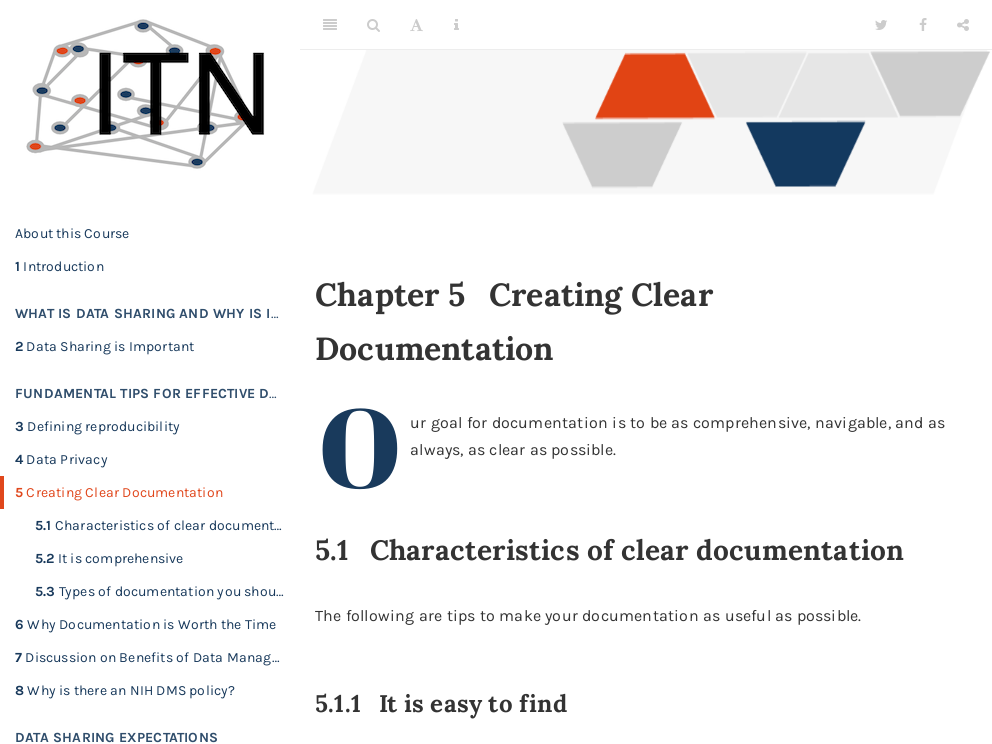 ITN
About this Course
1 Introduction
WHAT IS DATA SHARING AND WHY IS I…
2 Data Sharing is Important
FUNDAMENTAL TIPS FOR EFFECTIVE D…
3 Defining reproducibility
4 Data Privacy
5 Creating Clear Documentation
5.1 Characteristics of clear document…
5.2 It is comprehensive
5.3 Types of documentation you shou…
6 Why Documentation is Worth the Time
7 Discussion on Benefits of Data Manag…
8 Why is there an NIH DMS policy?
DATA SHARING EXPECTATIONS
A
Chapter 5 Creating Clear
Documentation
Our goal for documentation is to be as comprehensive, navigable, and as
always, as clear as possible.
5.1 Characteristics of clear documentation
The following are tips to make your documentation as useful as possible.
5.1.1 It is easy to find